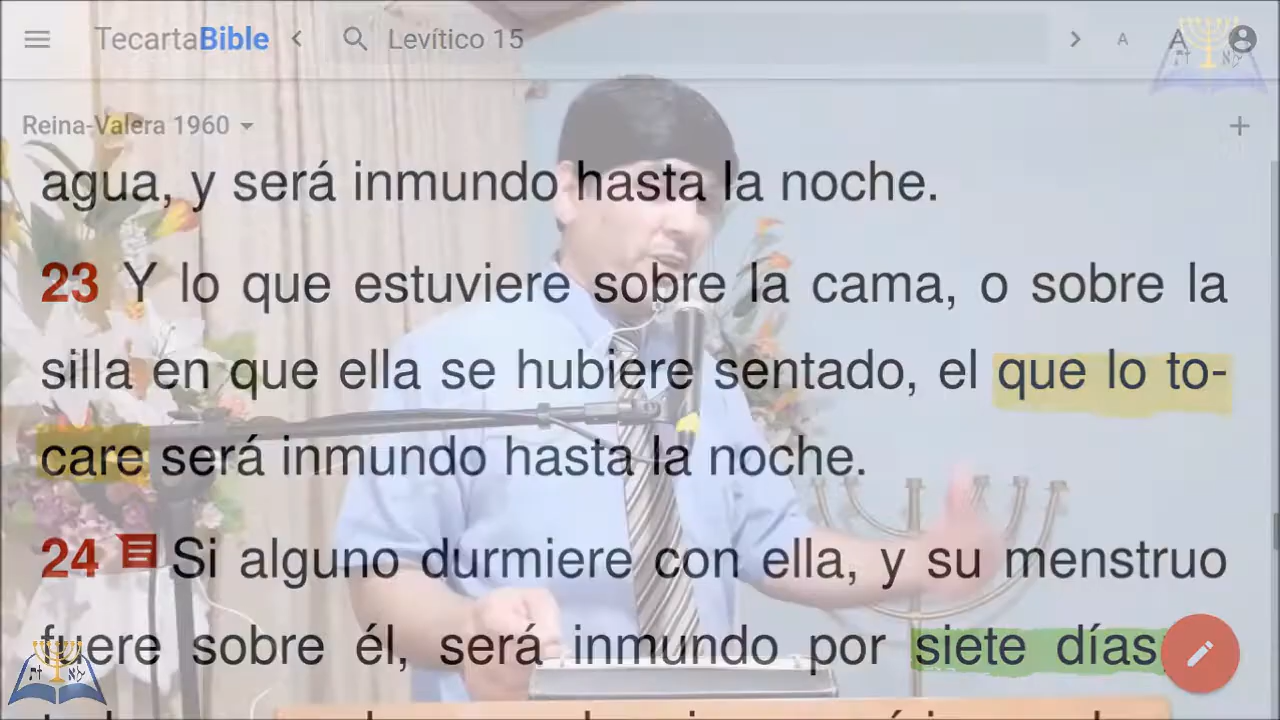 TecartaBible
Levítico 15
A
A
Reina-Valera 1960
agua, y será inmundo hasta la noche.
23 Y lo que estuviere sobre la cama, o sobre la
silla en que ella se hubiere sentado, el que lo to-
care será inmundo hasta la noche.
24 Si alguno durmiere con ella, y su menstruo
fuere sobre él, será inmundo por siete días,